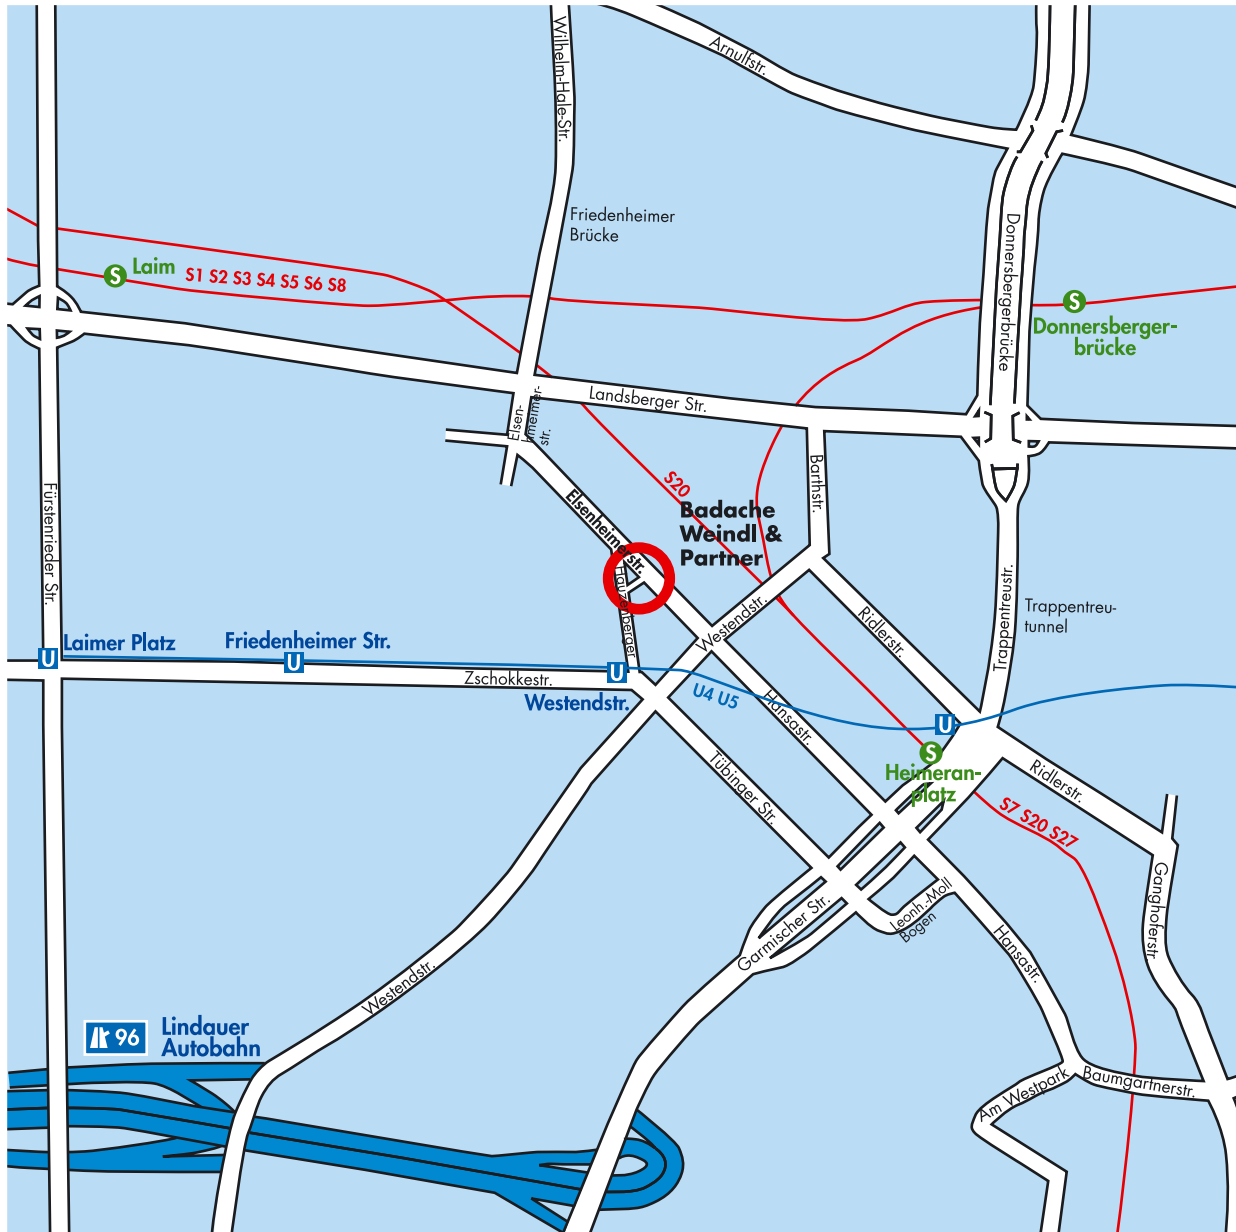 Wilhelm-Hale-Str.
Arnulfstr.
Friedenheimer
Brücke
Donnersbergerbrücke
S Laim
S1 S2 S3 S4 S5 S6 S8
S
Donnersberger-
brücke
Landsberger Str.
Elsen-
heimer-
str.
Barthstr.
S20
Fürstenrieder Str.
Elsenheimerstr.
Badache
Weindl &
Partner
Hauzenberger
Westendstr.
Ridlerstr.
Trappentreustr.
Trappentreu-
tunnel
U Laimer Platz
Friedenheimer Str.
U
Zschokkestr.
U
Westendstr.
U4 U5
Hansastr.
U
S
Heimeran-
platz
Tübinger Str.
Ridlerstr.
S7 S20 S27
Garmischer Str.
Leonh.-Moll
Bogen
Ganghoferstr.
Hansastr.
Westendstr.
96
Lindauer
Autobahn
Am Westpark
Baumgartnerstr.